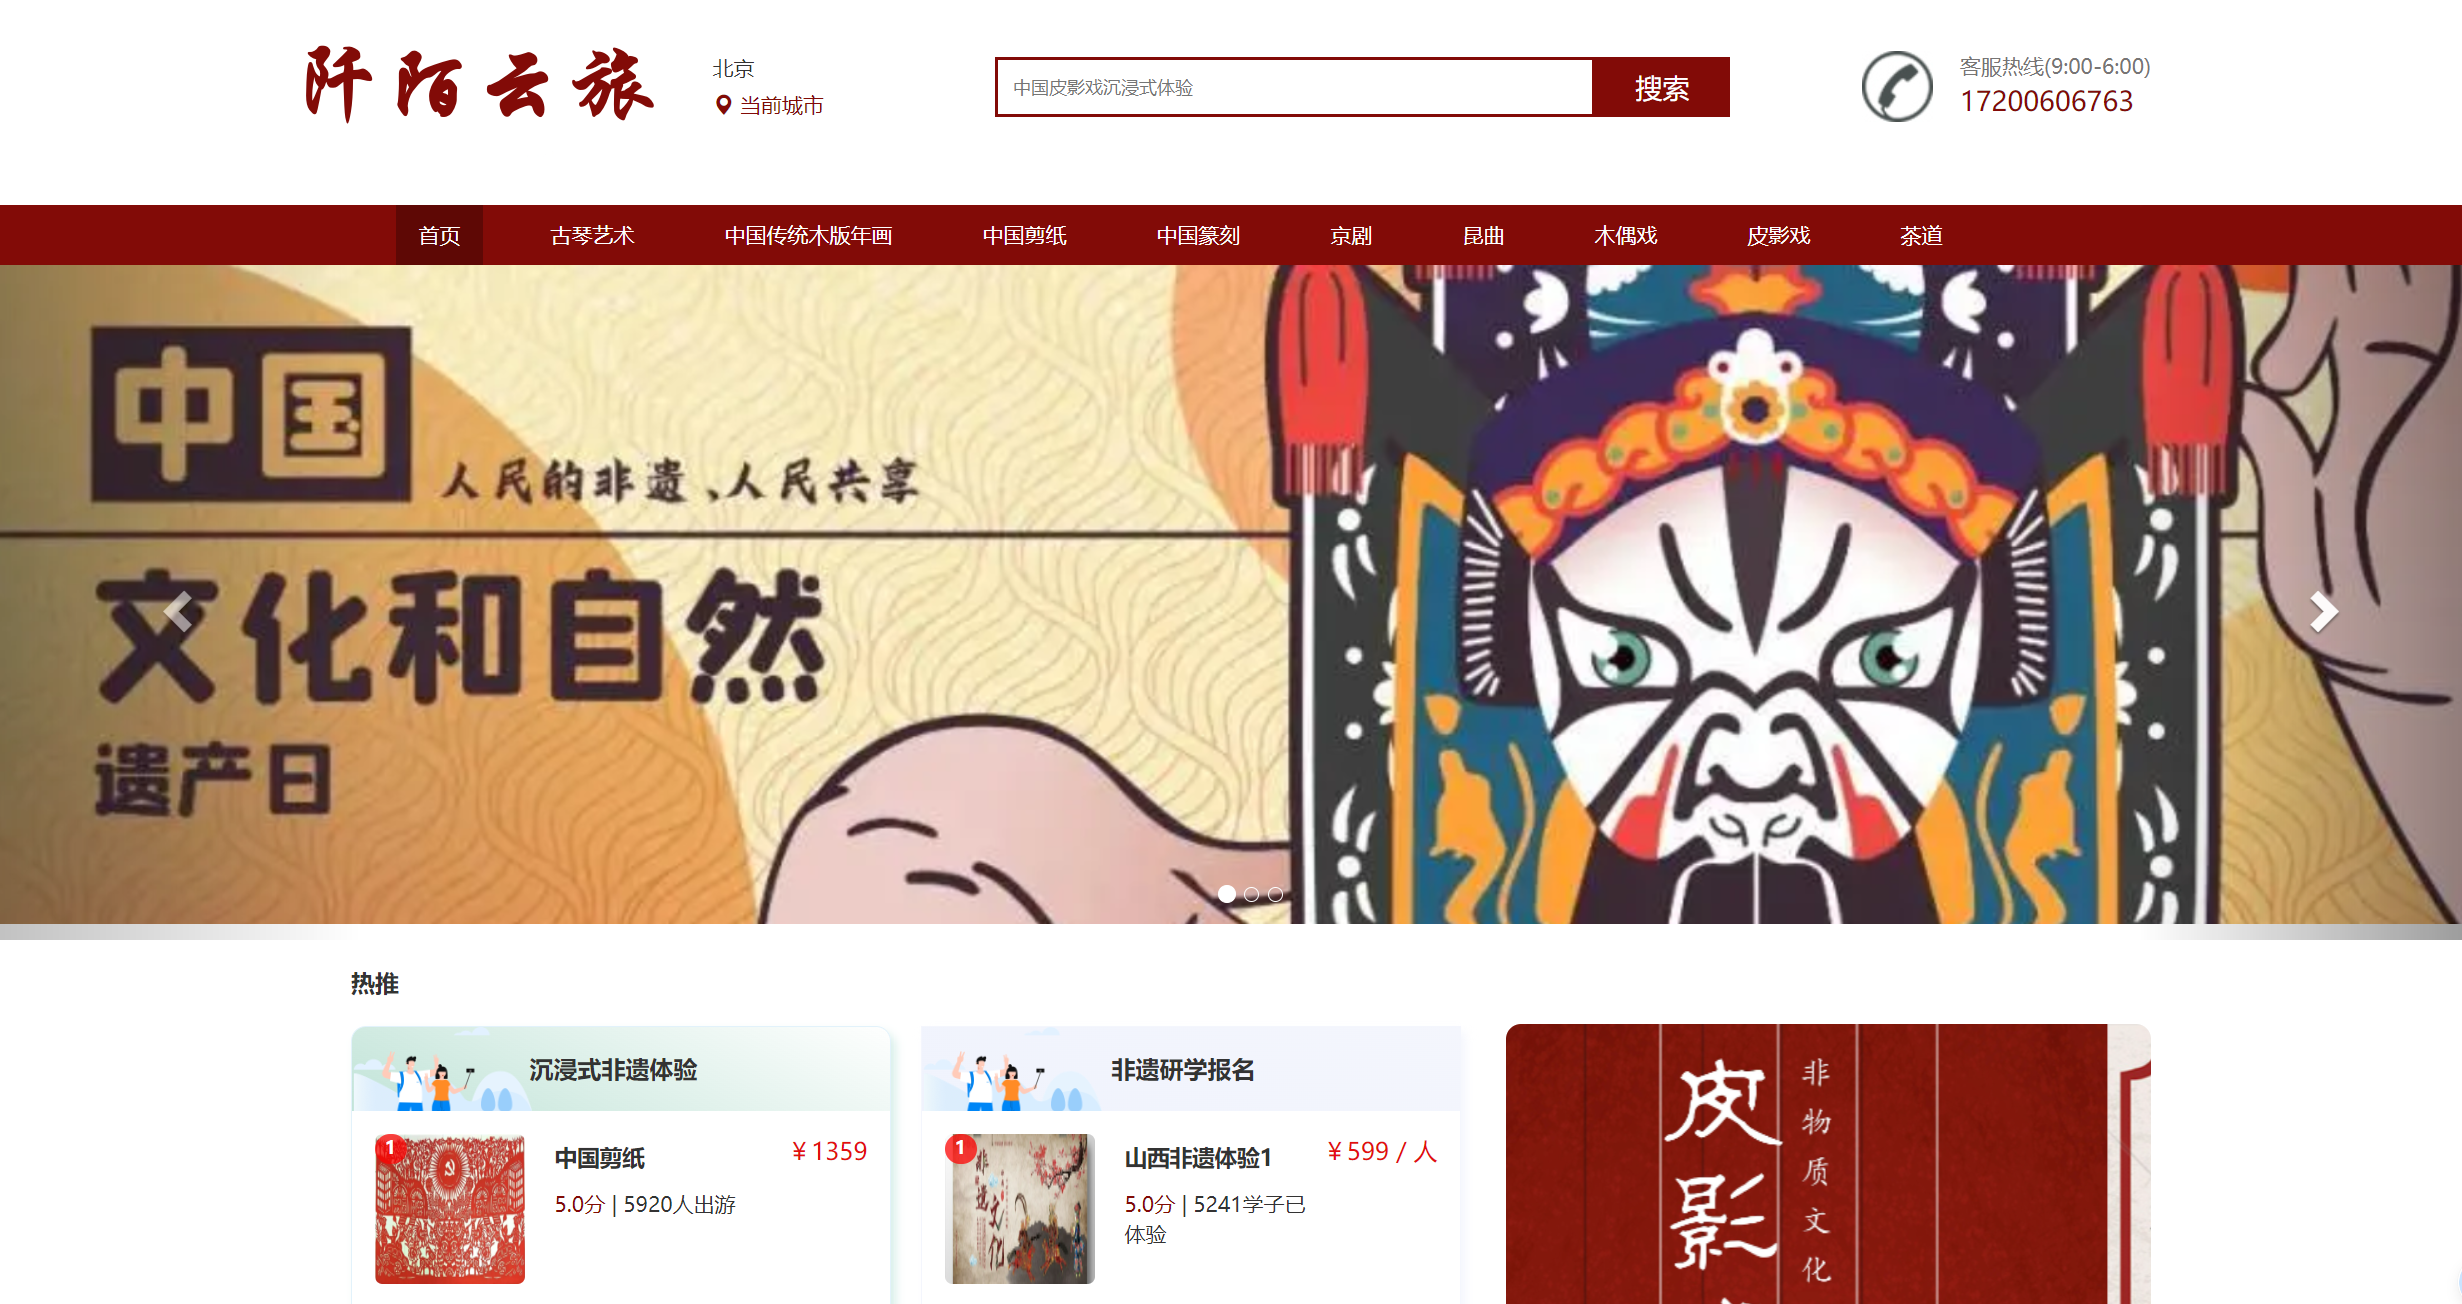 阡陌云旅
北京
当前城市
中国皮影戏沉浸式体验
搜索
客服热线(9:00-6:00)
17200606763
首页 古琴艺术 中国传统木版年画 中国剪纸 中国篆刻 京剧 昆曲 木偶戏 皮影戏 茶道
中国
人民的非遗、人民共享
文化和自然
遗产日
热推
沉浸式非遗体验
1
中国剪纸
¥1359
5.0分 | 5920人出游
非遗研学报名
1
非遗文化
山西非遗体验1
¥599 / 人
5.0分 | 5241学子已
体验
皮影
非物质文化